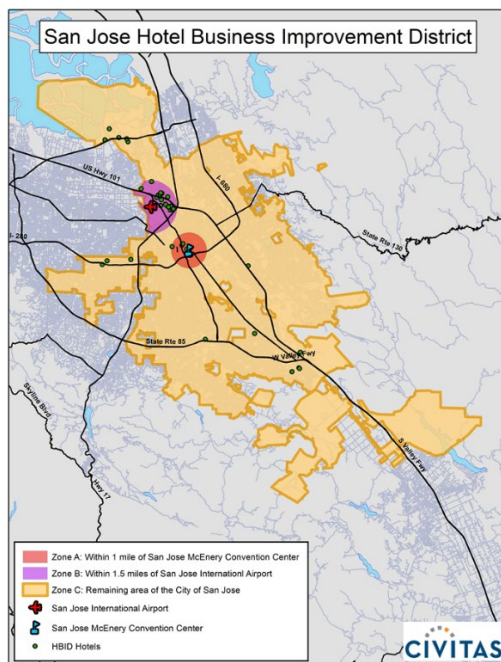 San Jose Hotel Business Improvement District
US Hwy 101
I- 680
I- 280
State Rte 130
State Rte 85
W Valley Fwy
Skyline Blvd
Hwy 17
S Valley Fwy
Zone A: Within 1 mile of San Jose McEnery Convention Center
Zone B: Within 1.5 miles of San Jose Internationl Airport
Zone C: Remaining area of the City of San Jose
San Jose International Airport
San Jose McEnery Convention Center
HBID Hotels
CIVITAS